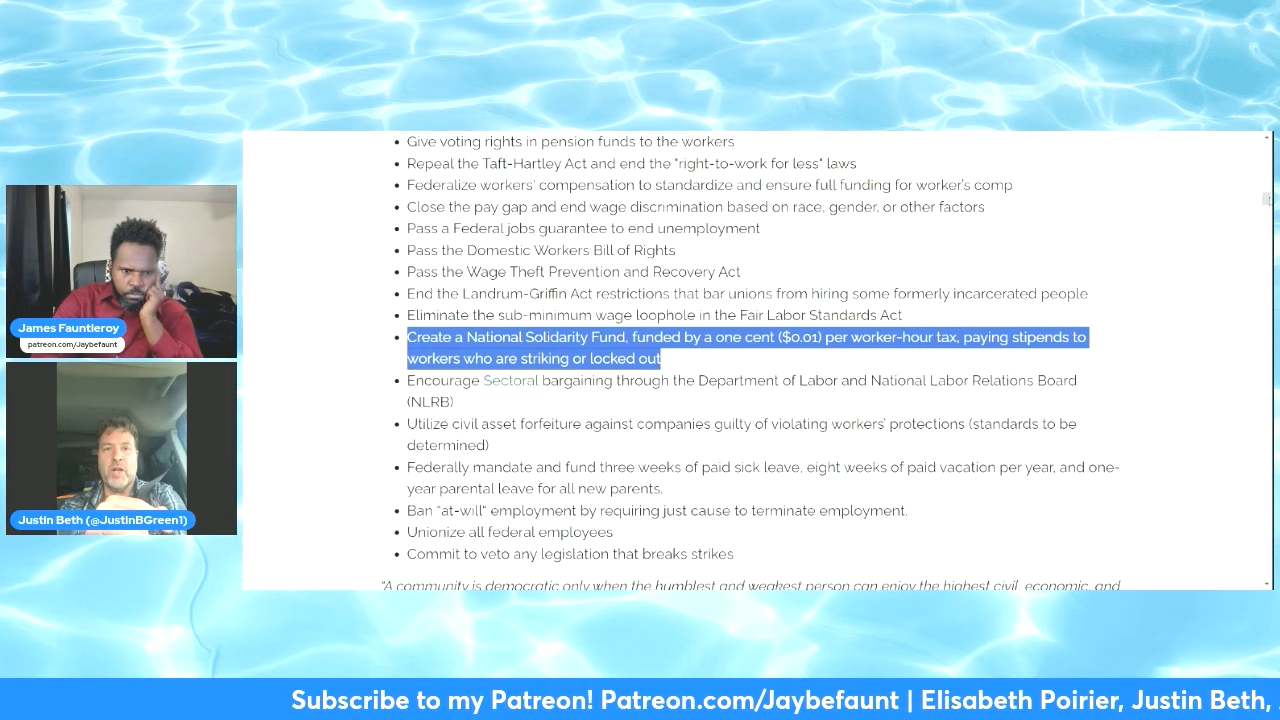 Give voting rights in pension funds to the workers
Repeal the Taft-Hartley Act and end the "right-to-work for less" laws
Federalize workers' compensation to standardize and ensure full funding for worker's comp
Close the pay gap and end wage discrimination based on race, gender, or other factors
Pass a Federal jobs guarantee to end unemployment
Pass the Domestic Workers Bill of Rights
Pass the Wage Theft Prevention and Recovery Act
End the Landrum-Griffin Act restrictions that bar unions from hiring some formerly incarcerated people
Eliminate the sub-minimum wage loophole in the Fair Labor Standards Act
Create a National Solidarity Fund, funded by a one cent ($0.01) per worker-hour tax, paying stipends to
workers who are striking or locked out
Encourage Sectoral bargaining through the Department of Labor and National Labor Relations Board
(NLRB)
Utilize civil asset forfeiture against companies guilty of violating workers' protections (standards to be
determined)
Federally mandate and fund three weeks of paid sick leave, eight weeks of paid vacation per year, and one-
year parental leave for all new parents.
Ban "at-will" employment by requiring just cause to terminate employment.
Unionize all federal employees
Commit to veto any legislation that breaks strikes
"A community is democratic only when the humblest and weakest person can enjoy the highest civil, economic, and
James Fauntleroy
patreon.com/Jaybefaunt
Justin Beth (@JustinBGreen1)
Subscribe to my Patreon! Patreon.com/Jaybefaunt | Elisabeth Poirier, Justin Beth,